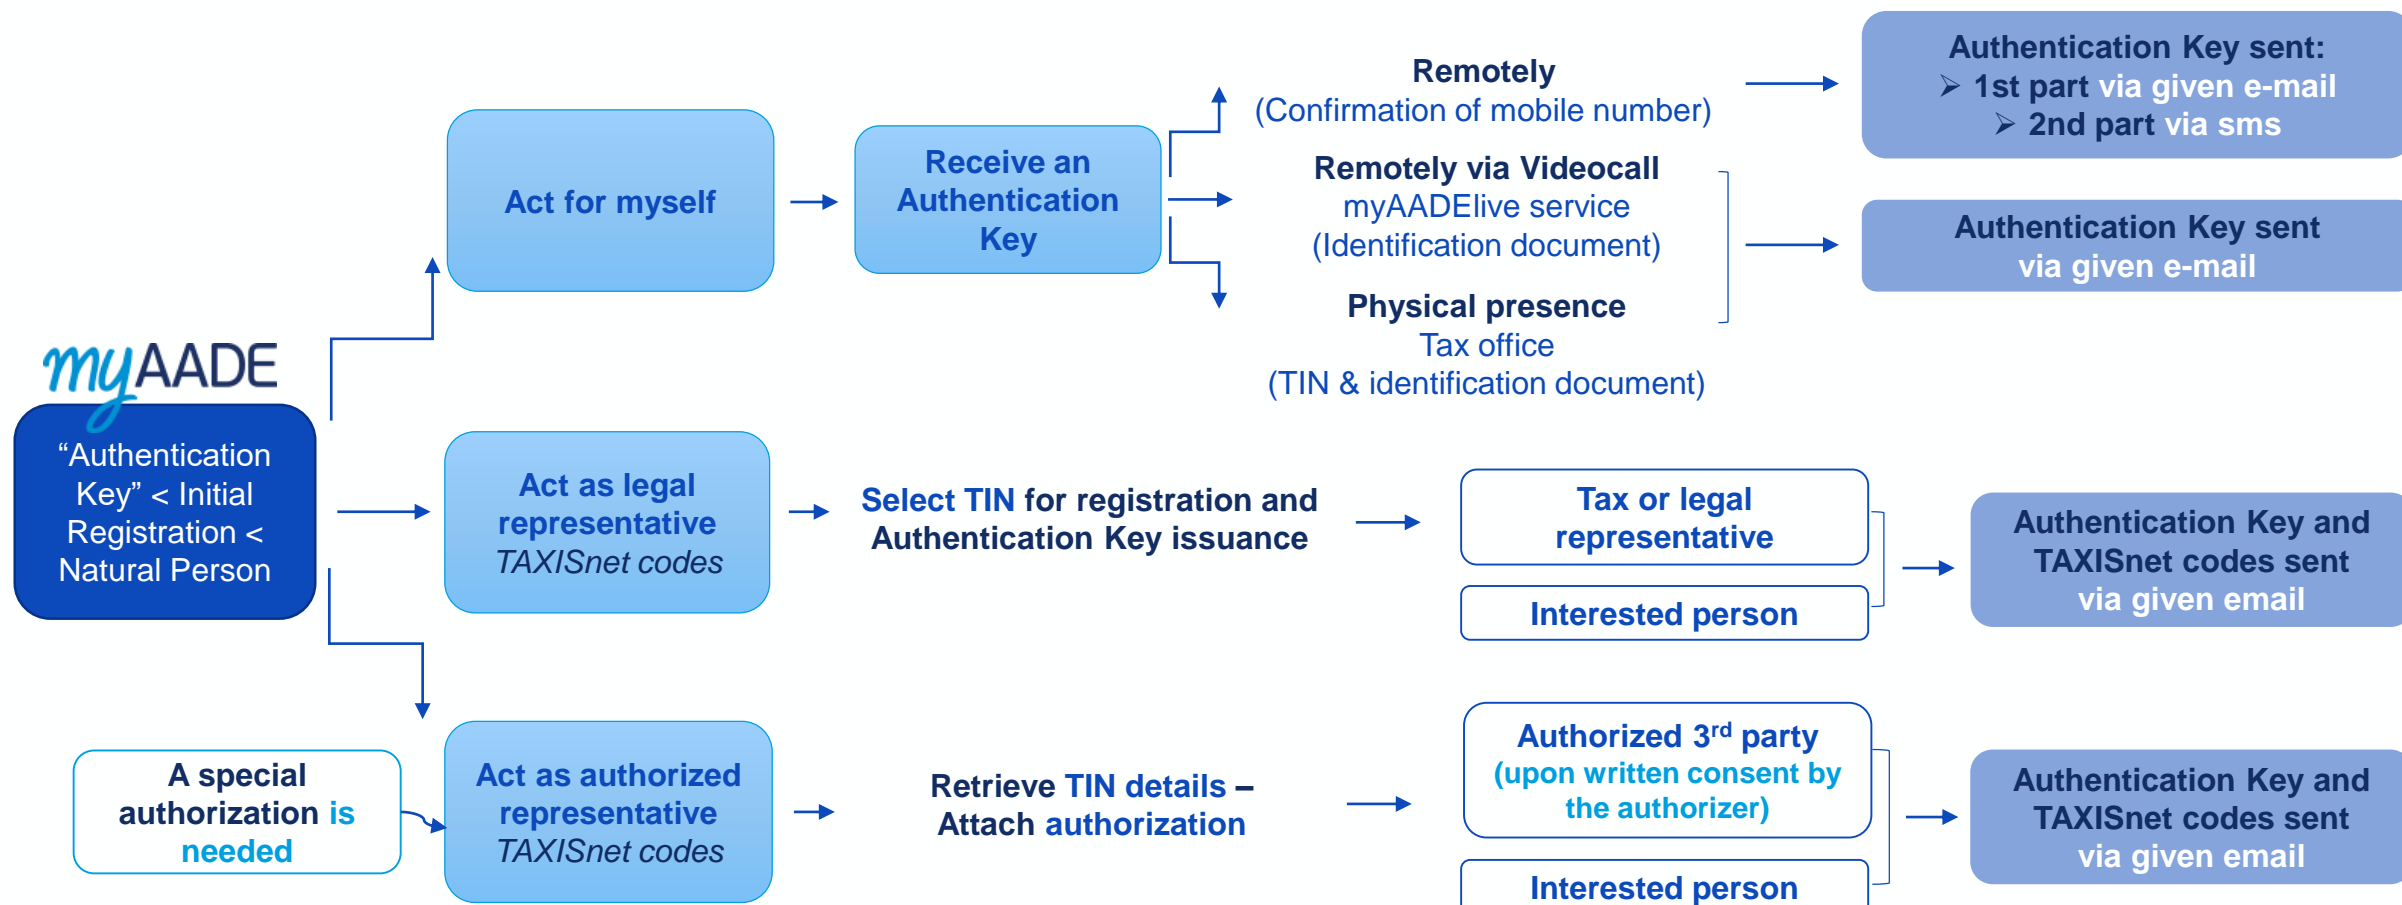 myAADE
“Authentication
Key” < Initial
Registration <
Natural Person
Act for myself
Receive an
Authentication
Key
Remotely
(Confirmation of mobile number)
Authentication Key sent:
➢ 1st part via given e-mail
➢ 2nd part via sms
Remotely via Videocall
myAADElive service
(Identification document)
Physical presence
Tax office
(TIN & identification document)
Authentication Key sent
via given e-mail
Act as legal
representative
TAXISnet codes
Select TIN for registration and
Authentication Key issuance
Tax or legal
representative
Interested person
Authentication Key and
TAXISnet codes sent
via given email
A special
authorization is
needed
Act as authorized
representative
TAXISnet codes
Retrieve TIN details –
Attach authorization
Authorized 3rd party
(upon written consent by
the authorizer)
Interested person
Authentication Key and
TAXISnet codes sent
via given email